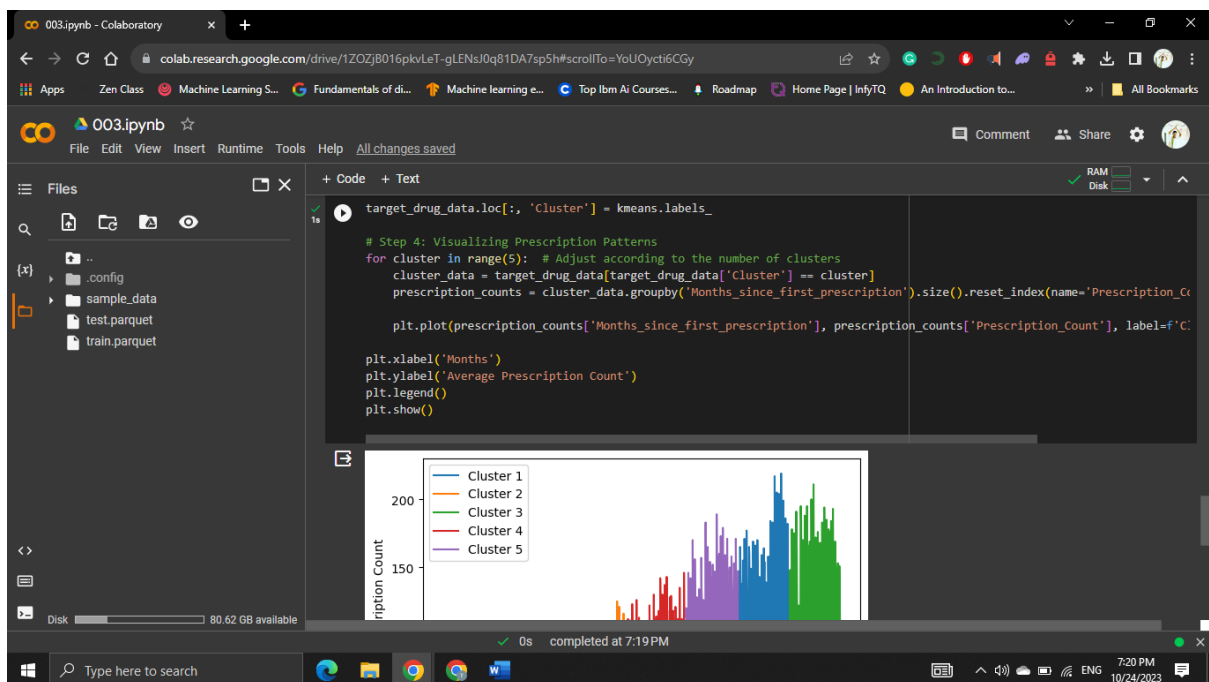 003.ipynb - Colaboratory
colab.research.google.com/drive/1ZOZjB016pkvLeT-gLENsJ0q81DA7sp5h#scrollTo=YoUOycti6CGy
Apps Zen Class Machine Learning S... Fundamentals of di... Machine learning e... Top Ibm Ai Courses... Roadmap Home Page | InfyTQ An Introduction to... » All Bookmarks
003.ipynb
Comment Share
File Edit View Insert Runtime Tools Help All changes saved
Files
+ Code + Text
RAM
Disk
..
.config
sample_data
test.parquet
train.parquet
{x}
Disk 80.62 GB available
1s
target_drug_data.loc[:, 'Cluster'] = kmeans.labels_
# Step 4: Visualizing Prescription Patterns
for cluster in range(5):  # Adjust according to the number of clusters
cluster_data = target_drug_data[target_drug_data['Cluster'] == cluster]
prescription_counts = cluster_data.groupby('Months_since_first_prescription').size().reset_index(name='Prescription_Co
plt.plot(prescription_counts['Months_since_first_prescription'], prescription_counts['Prescription_Count'], label=f'Cl
plt.xlabel('Months')
plt.ylabel('Average Prescription Count')
plt.legend()
plt.show()
Cluster 1
Cluster 2
Cluster 3
Cluster 4
Cluster 5
200
150
ription Count
0s completed at 7:19 PM
Type here to search
ENG
7:20 PM
10/24/2023